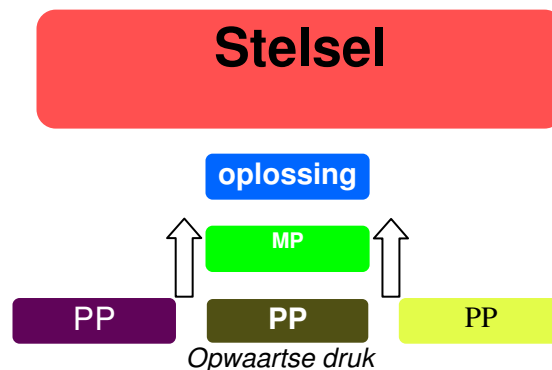 Stelsel
oplossing
MP
PP PP PP
Opwaartse druk